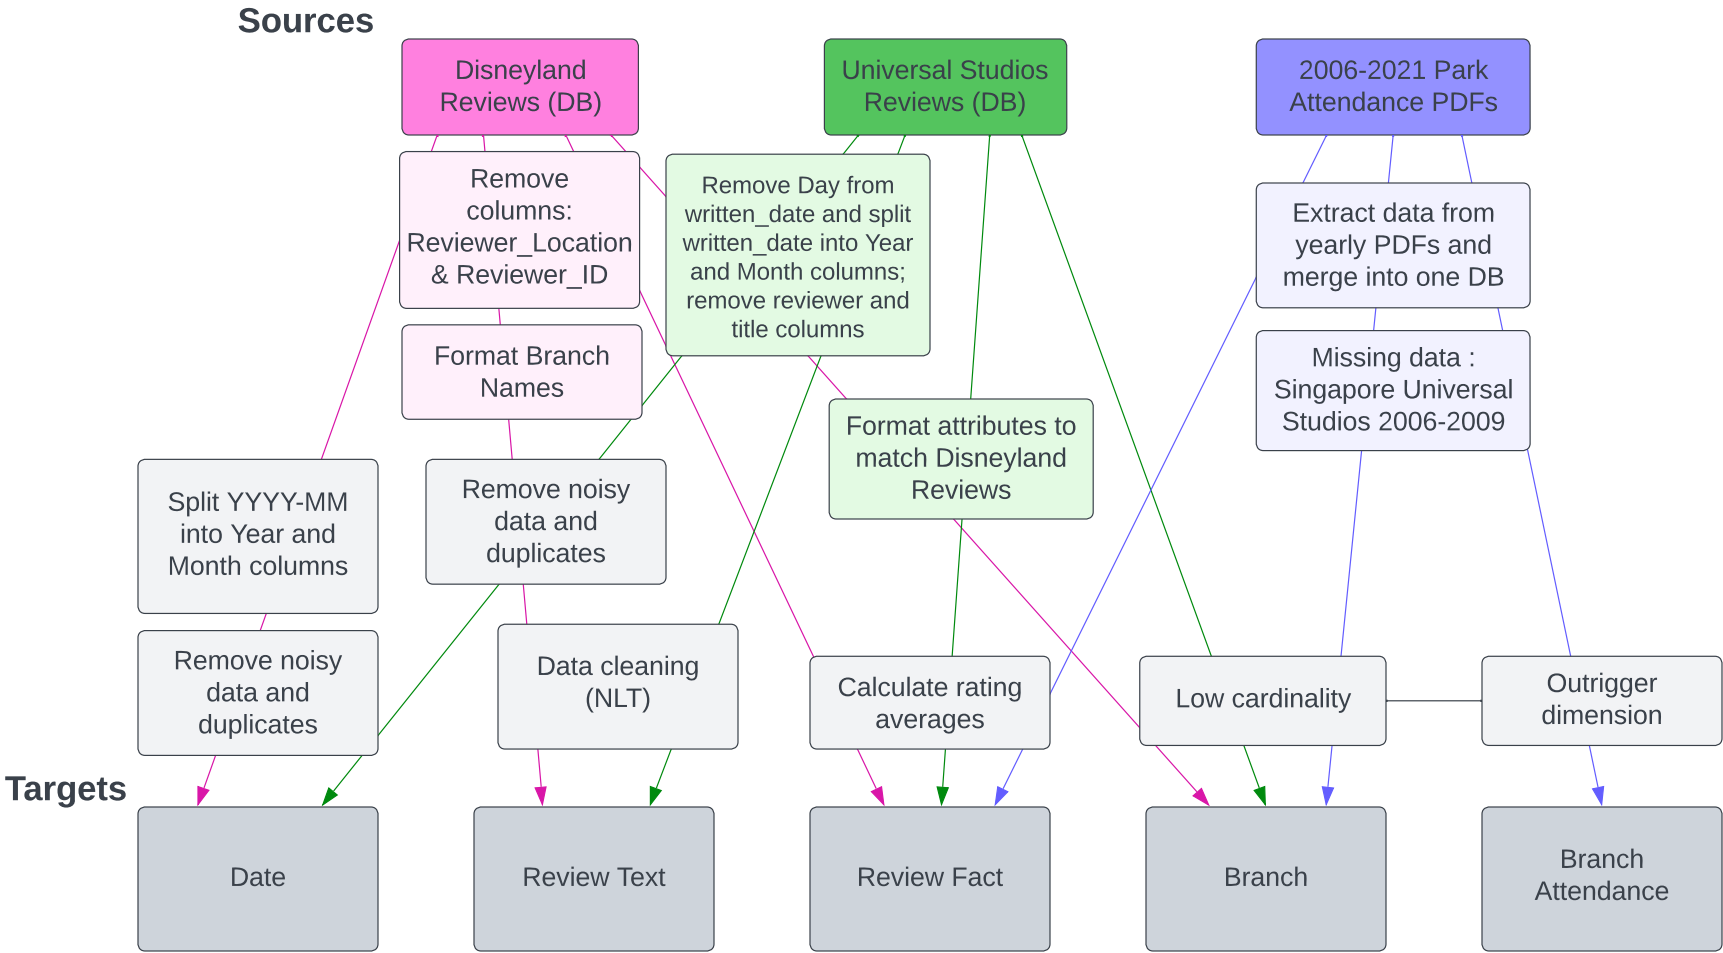 Sources
Disneyland
Reviews (DB)
Universal Studios
Reviews (DB)
2006-2021 Park
Attendance PDFs
Remove
columns:
Reviewer_Location
& Reviewer_ID
Remove Day from
written_date and split
written_date into Year
and Month columns;
remove reviewer and
title columns
Extract data from
yearly PDFs and
merge into one DB
Format Branch
Names
Missing data :
Singapore Universal
Studios 2006-2009
Format attributes to
match Disneyland
Reviews
Split YYYY-MM
into Year and
Month columns
Remove noisy
data and
duplicates
Remove noisy
data and
duplicates
Data cleaning
(NLT)
Calculate rating
averages
Low cardinality
Outrigger
dimension
Targets
Date
Review Text
Review Fact
Branch
Branch
Attendance